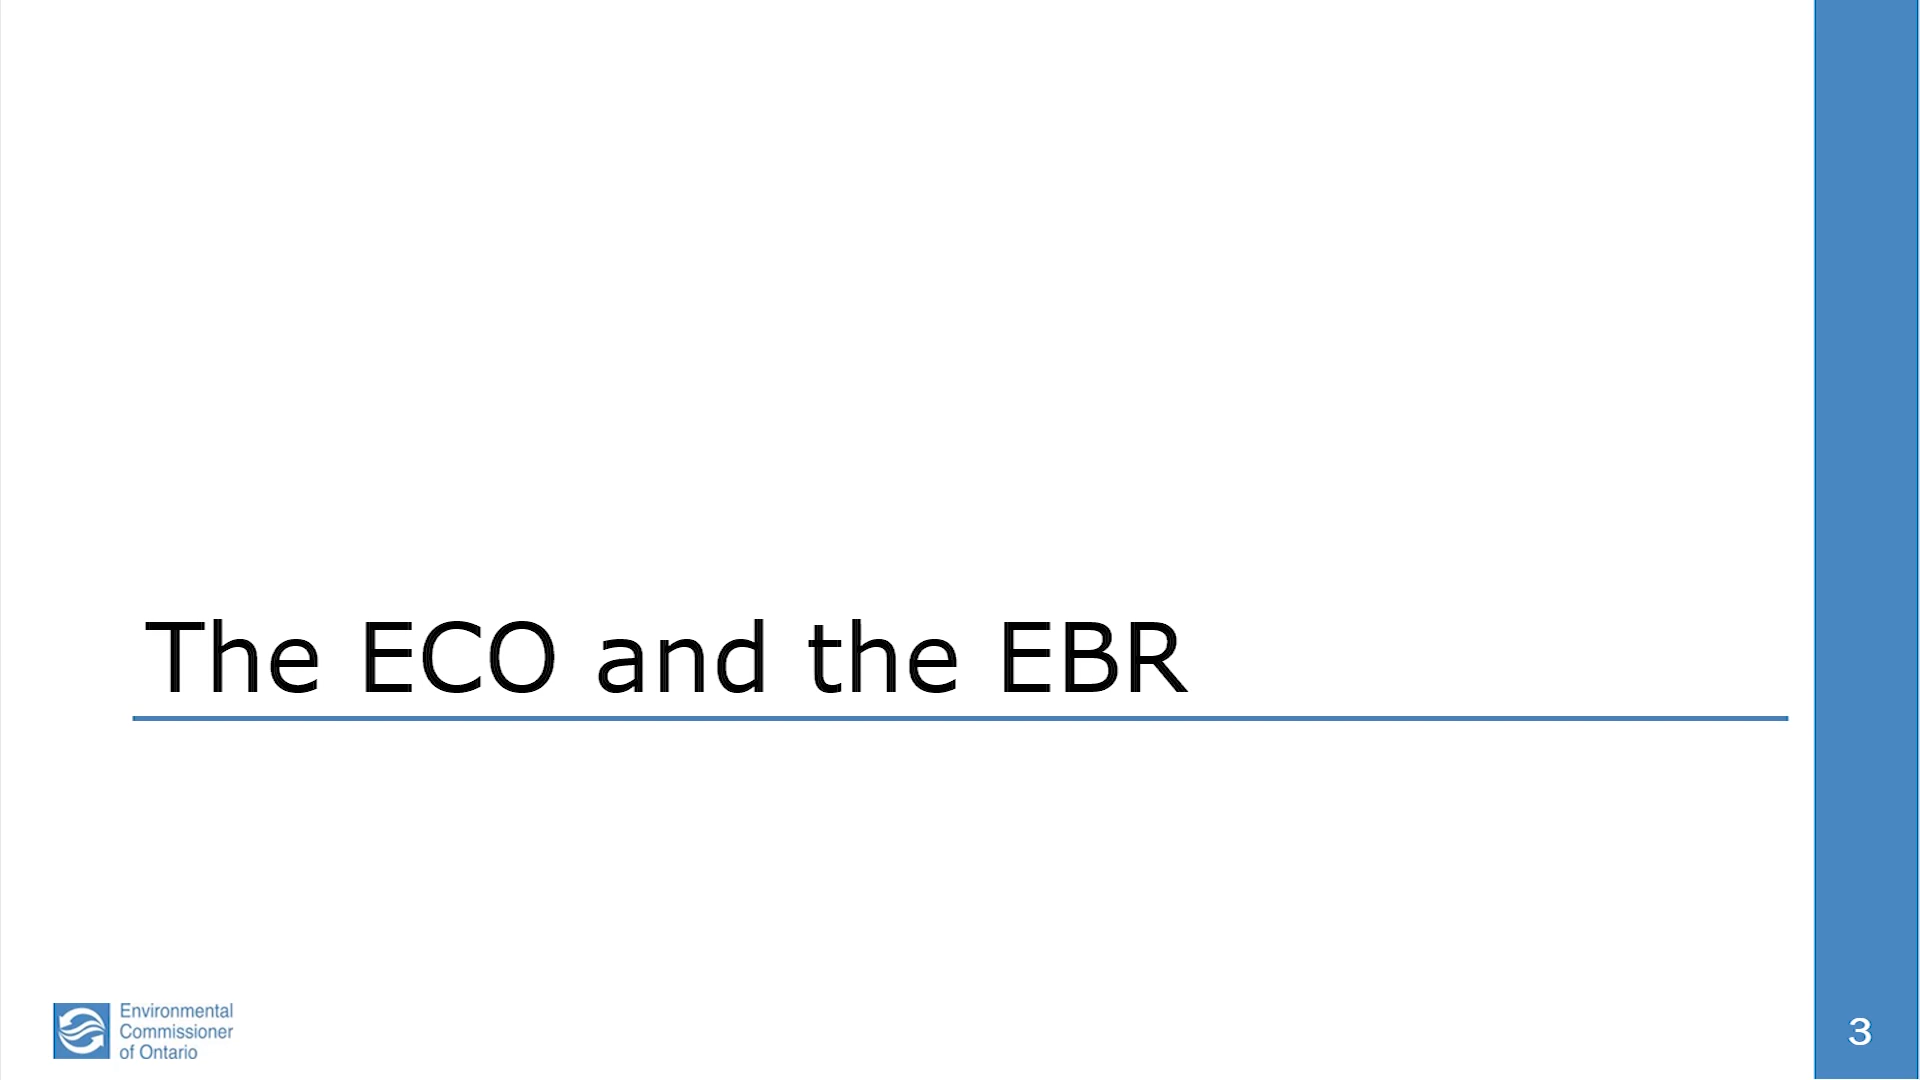 The ECO and the EBR
Environmental
Commissioner
of Ontario
3